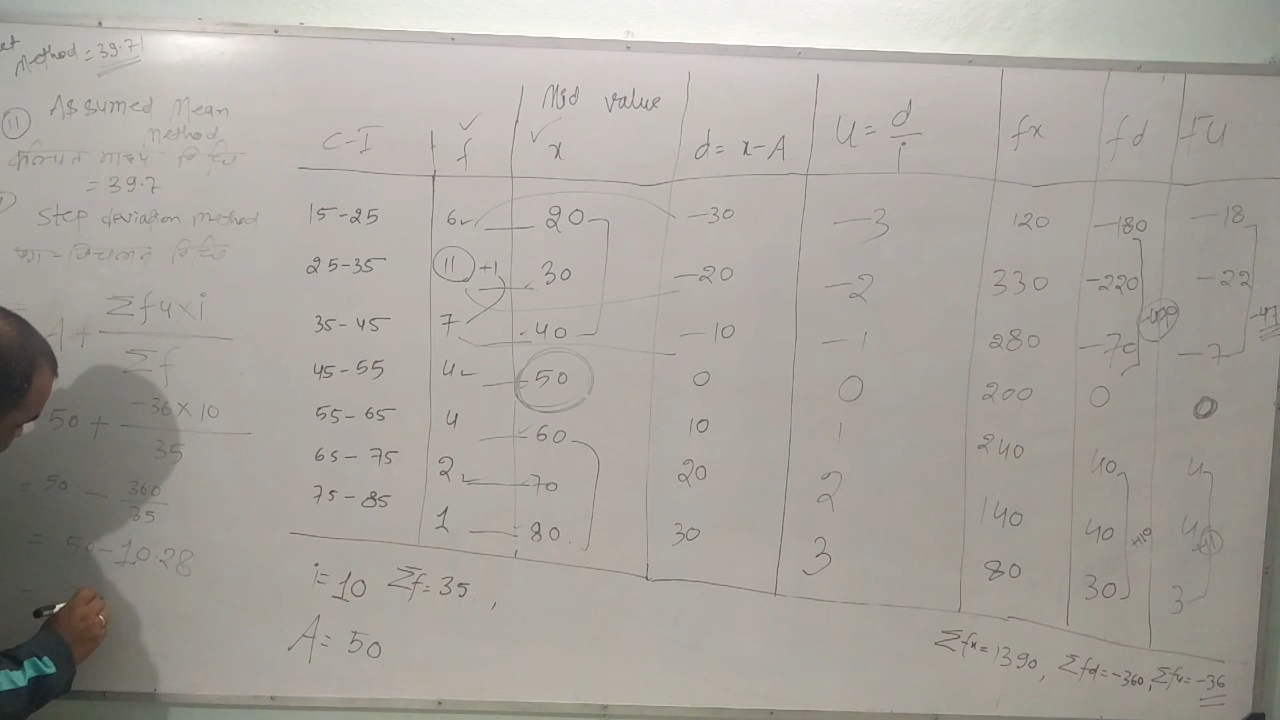 Method = 39.71
(II) Assumed Mean
Method
कल्पित माध्य विधि
= 39.7
Step deviation method
पद-विचलन विधि
A + Σfu×i
Σf
50 + -36×10
35
= 50 - 360
35
= 50-10.28
Mid value
C-I f x d= x-A U= d/i fx fd fU
15-25 6 20 -30 -3 120 -180 -18
25-35 11 +1 30 -20 -2 330 -220 -22
35-45 7 40 -10 -1 280 -70 -7
45-55 4 50 0 0 200 0 0
55-65 4 60 10 1 240 40 4
65-75 2 70 20 2 140 40 4
75-85 1 80 30 3 80 30 3
-47
i=10 Σf=35,
A= 50
Σfx=1390, Σfd=-360, Σfu=-36